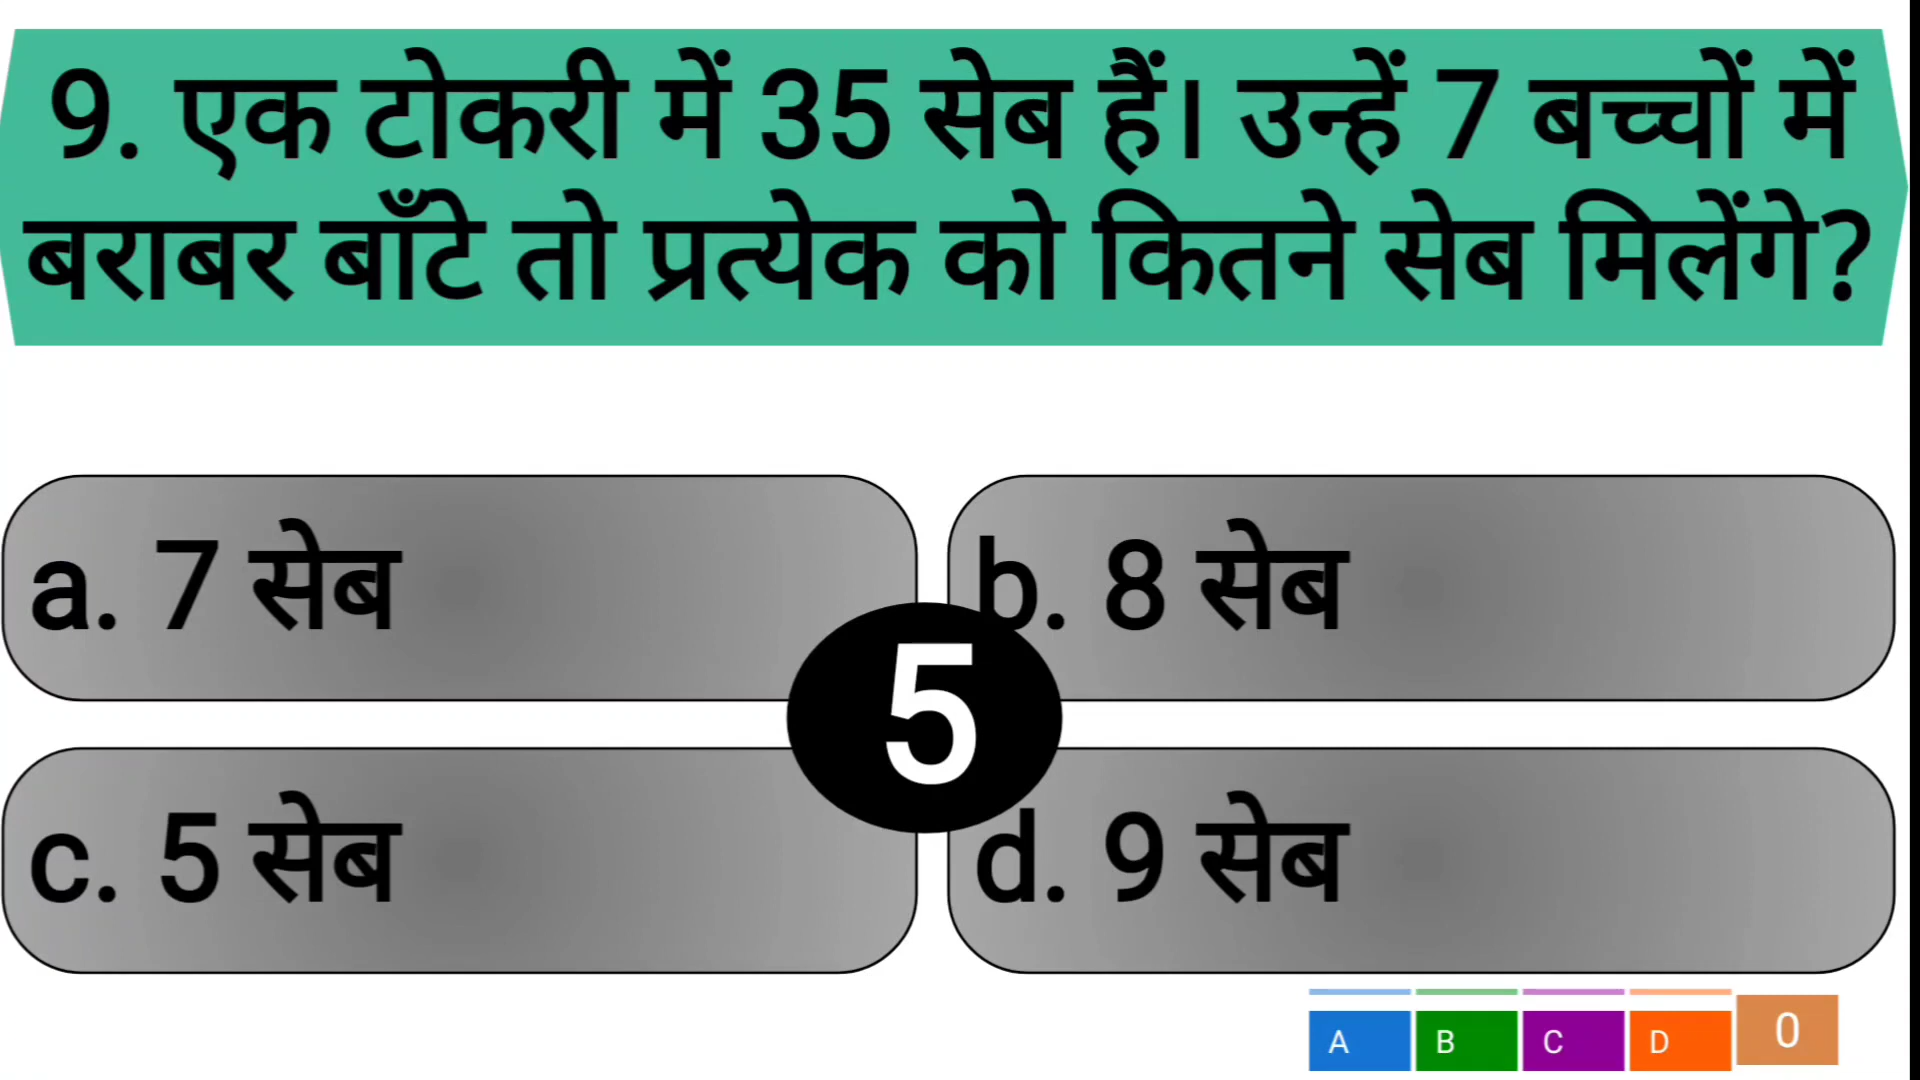 9. एक टोकरी में 35 सेब हैं। उन्हें 7 बच्चों में
बराबर बाँटे तो प्रत्येक को कितने सेब मिलेंगे?
a. 7 सेब
b. 8 सेब
5
c. 5 सेब
d. 9 सेब
A B C D 0